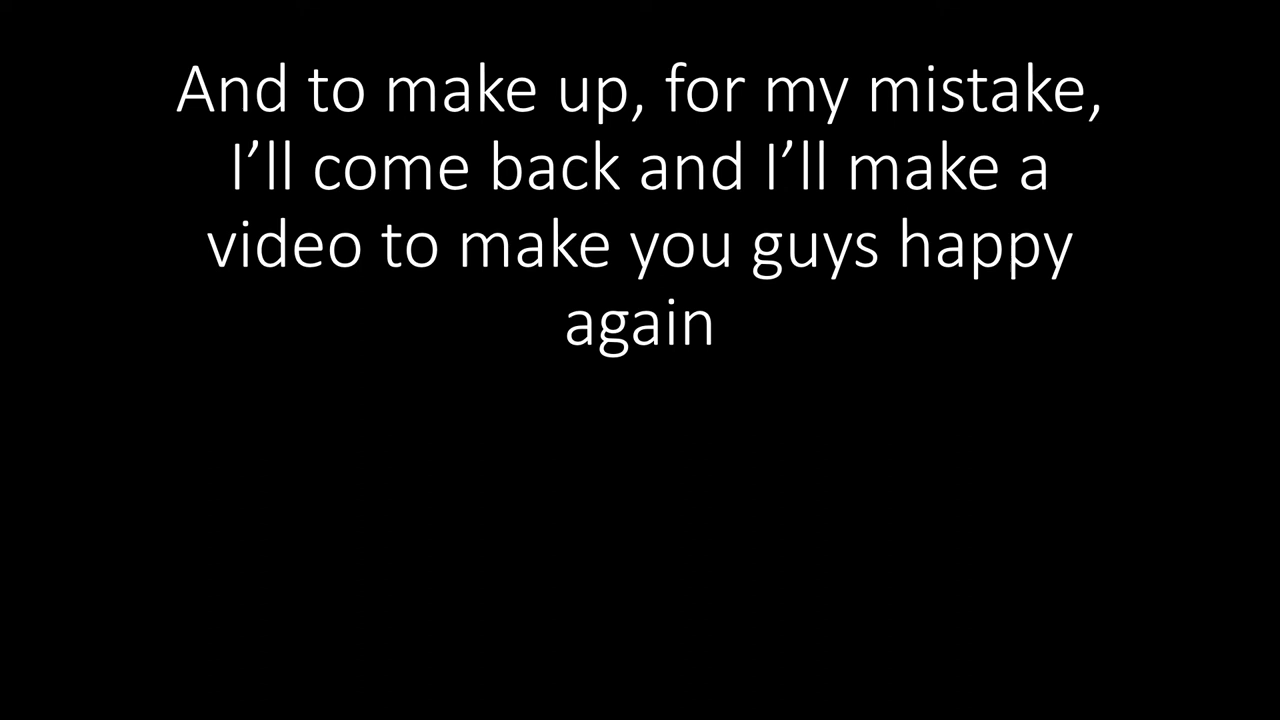 And to make up, for my mistake,
I’ll come back and I’ll make a
video to make you guys happy
again